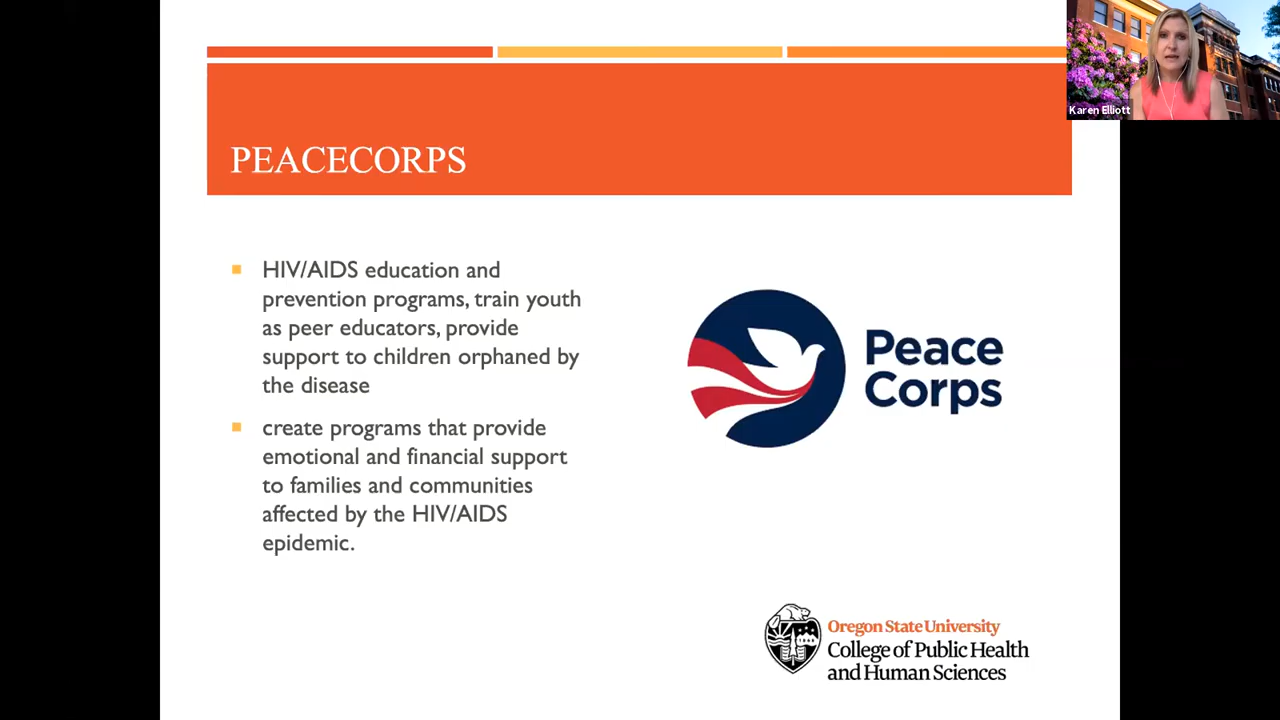 Karen Elliott
PEACECORPS
HIV/AIDS education and
prevention programs, train youth
as peer educators, provide
support to children orphaned by
the disease
create programs that provide
emotional and financial support
to families and communities
affected by the HIV/AIDS
epidemic.
Peace
Corps
Oregon State University
College of Public Health
and Human Sciences